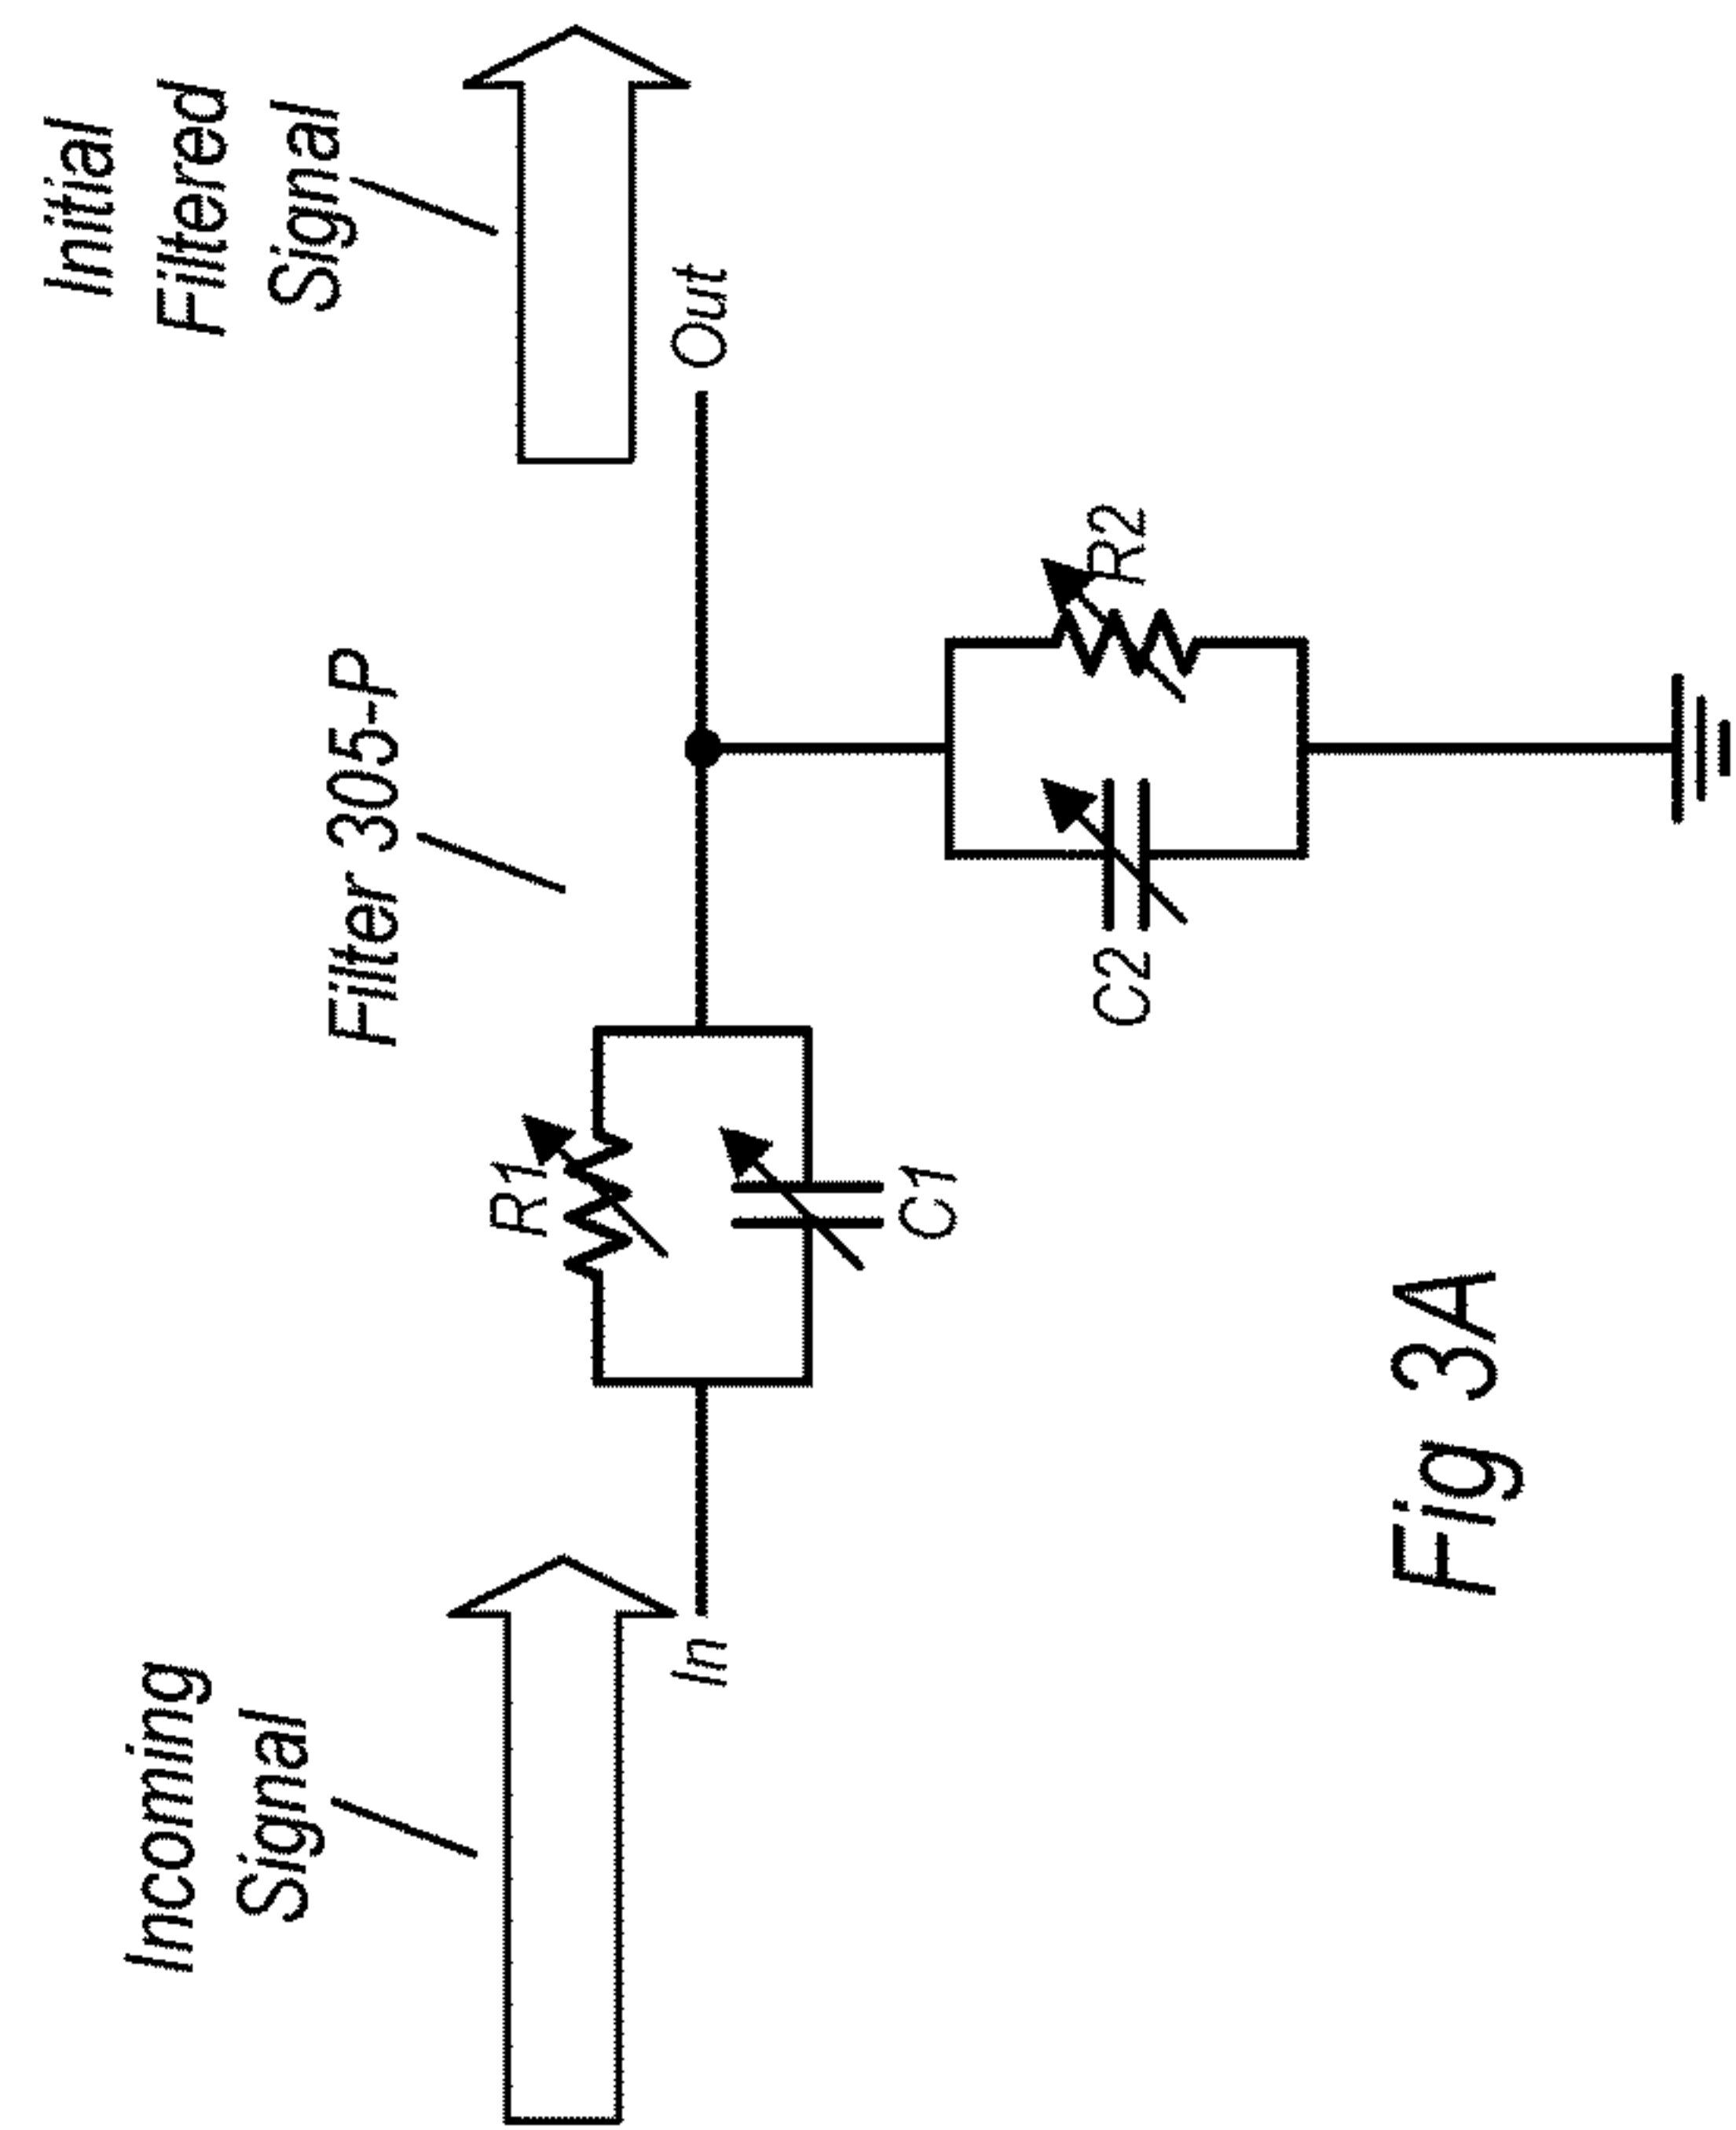 Incoming
Signal
Filter 305-P
Initial
Filtered
Signal
In
R1
C1
Out
C2
R2
Fig 3A